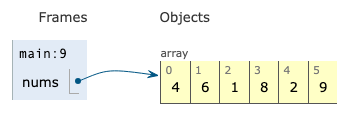 Frames Objects
main:9
nums
array
0 1 2 3 4 5
4 6 1 8 2 9